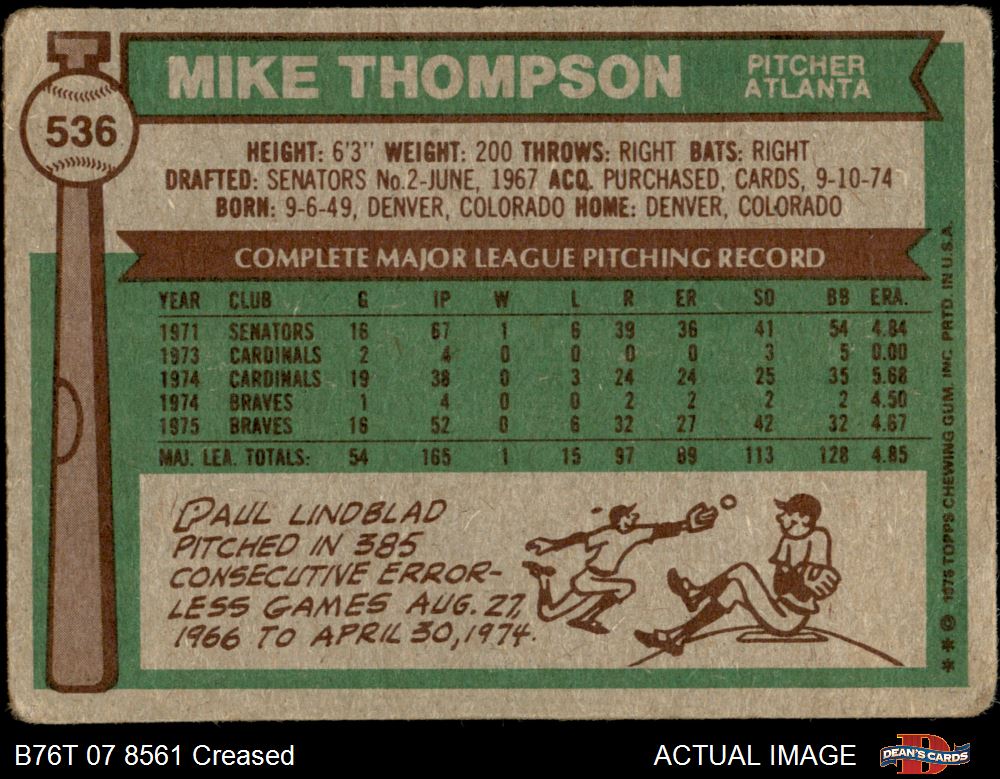 T
536
MIKE THOMPSON
PITCHER
ATLANTA
HEIGHT: 6'3" WEIGHT: 200 THROWS: RIGHT BATS: RIGHT
DRAFTED: SENATORS No.2-JUNE, 1967 ACQ. PURCHASED, CARDS, 9-10-74
BORN: 9-6-49, DENVER, COLORADO HOME: DENVER, COLORADO
COMPLETE MAJOR LEAGUE PITCHING RECORD
YEAR CLUB G IP W L R ER SO BB ERA.
1971 SENATORS 16 67 1 6 39 36 41 54 4.84
1973 CARDINALS 2 4 0 0 0 0 3 5 0.00
1974 CARDINALS 19 38 0 3 24 24 25 35 5.68
1974 BRAVES 1 4 0 0 2 2 2 2 4.50
1975 BRAVES 16 52 0 6 32 27 42 32 4.67
MAJ. LEA. TOTALS: 54 165 1 15 97 89 113 128 4.85
PAUL LINDBLAD
PITCHED IN 385
CONSECUTIVE ERROR-
LESS GAMES AUG. 27,
1966 TO APRIL 30, 1974.
* * © 1976 TOPPS CHEWING GUM, INC. PRTD. IN U.S.A.
B76T 07 8561 Creased
ACTUAL IMAGE
D
DEAN'S CARDS